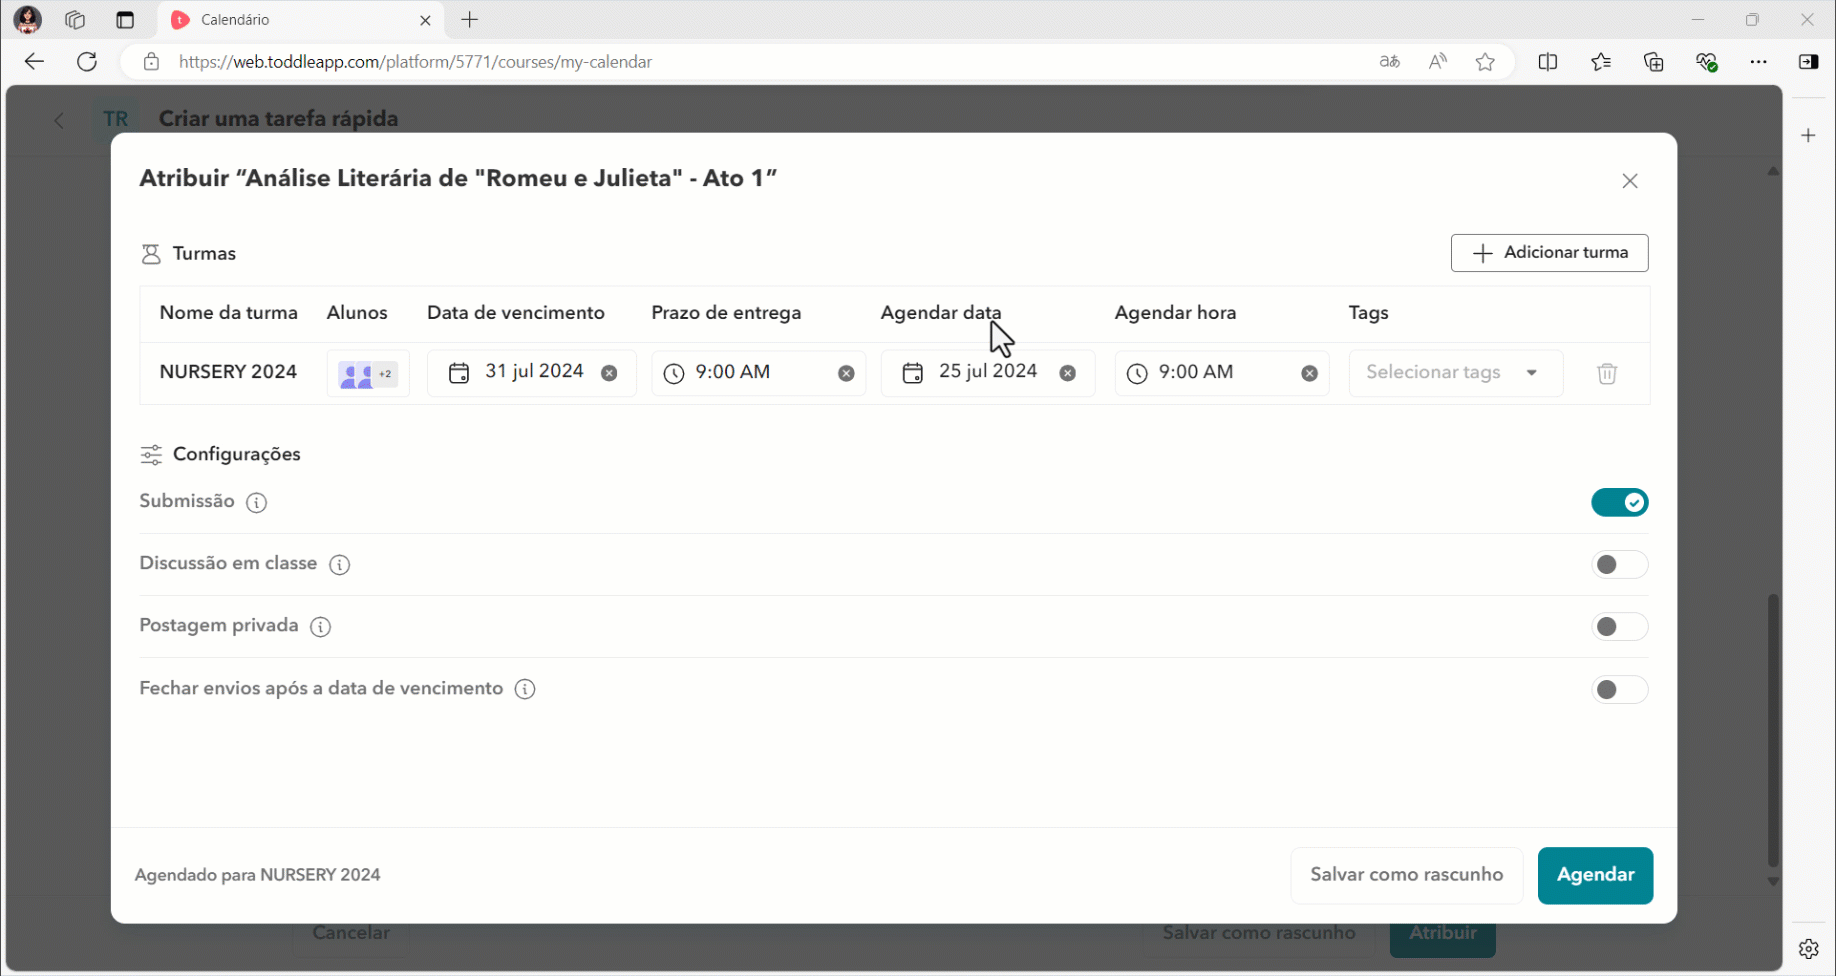 Calendário
https://web.toddleapp.com/platform/5771/courses/my-calendar
TR Criar uma tarefa rápida
Atribuir “Análise Literária de "Romeu e Julieta" - Ato 1”
Turmas
Adicionar turma
Nome da turma Alunos Data de vencimento Prazo de entrega Agendar data Agendar hora Tags
NURSERY 2024 +2 31 jul 2024 9:00 AM 25 jul 2024 9:00 AM Selecionar tags
Configurações
Submissão
Discussão em classe
Postagem privada
Fechar envios após a data de vencimento
Agendado para NURSERY 2024 Salvar como rascunho Agendar
Cancelar Salvar como rascunho Atribuir